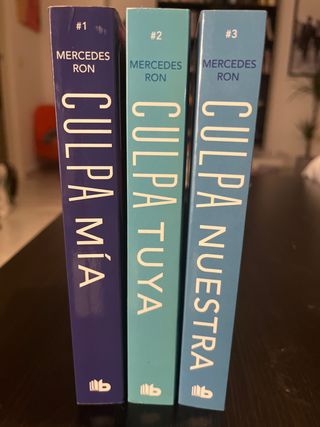 #1
MERCEDES
RON
CULPA MÍA
b
#2
MERCEDES
RON
CULPA TUYA
b
#3
MERCEDES
RON
CULPA NUESTRA
b